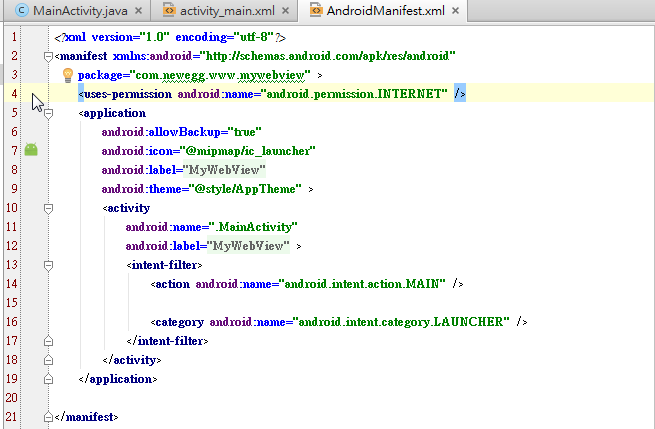 MainActivity.java × activity_main.xml × AndroidManifest.xml ×
1 <?xml version="1.0" encoding="utf-8"?>
2 <manifest xmlns:android="http://schemas.android.com/apk/res/android"
3 package="com.newegg.www.mywebview" >
4 <uses-permission android:name="android.permission.INTERNET" />
5 <application
6 android:allowBackup="true"
7 android:icon="@mipmap/ic_launcher"
8 android:label="MyWebView"
9 android:theme="@style/AppTheme" >
10 <activity
11 android:name=".MainActivity"
12 android:label="MyWebView" >
13 <intent-filter>
14 <action android:name="android.intent.action.MAIN" />
15
16 <category android:name="android.intent.category.LAUNCHER" />
17 </intent-filter>
18 </activity>
19 </application>
20
21 </manifest>